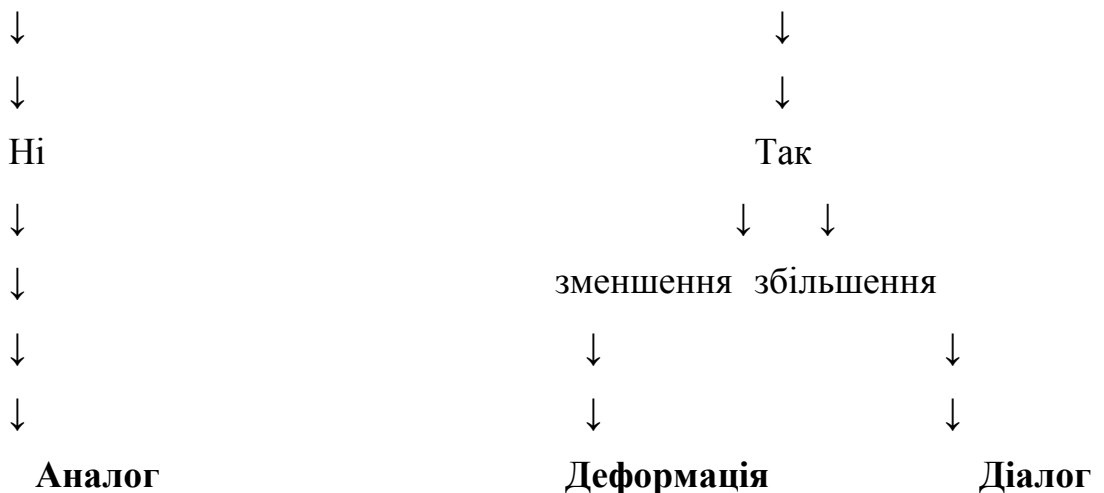 ↓ ↓
↓ ↓
Ні Так
↓ ↓ ↓
↓ зменшення збільшення
↓ ↓ ↓
↓ ↓ ↓
Аналог Деформація Діалог